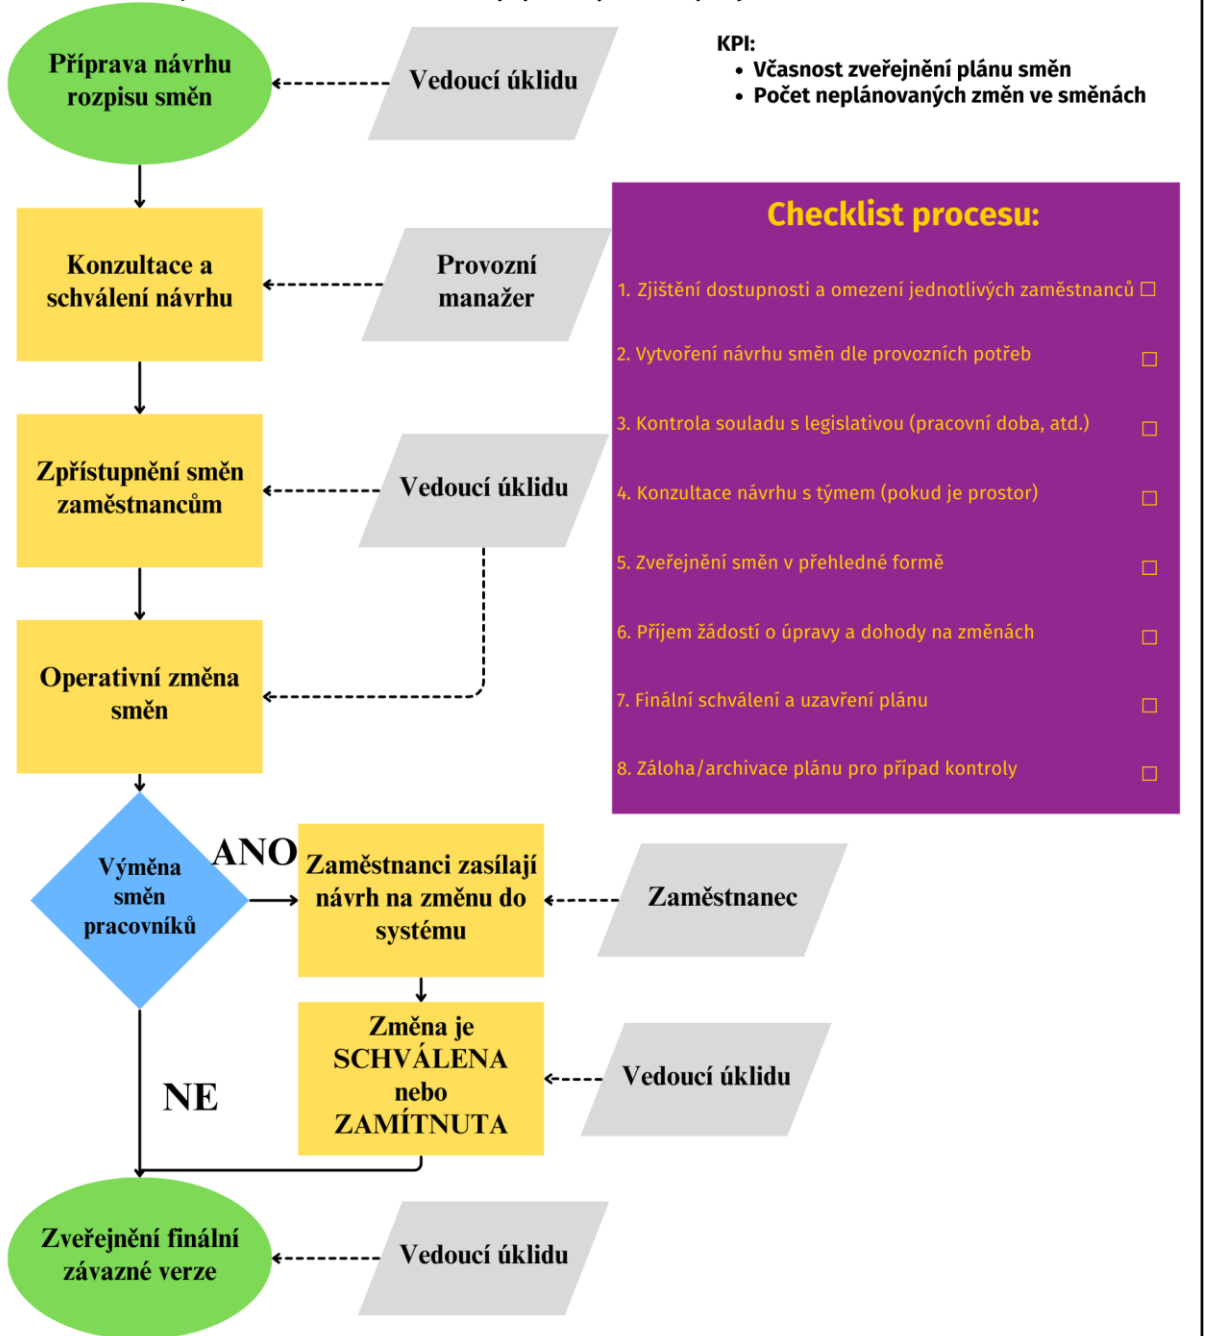 Příprava návrhu
rozpisu směn
Vedoucí úklidu
KPI:
• Včasnost zveřejnění plánu směn
• Počet neplánovaných změn ve směnách
Konzultace a
schválení návrhu
Provozní
manažer
Checklist procesu:
1. Zjištění dostupnosti a omezení jednotlivých zaměstnanců ☐
2. Vytvoření návrhu směn dle provozních potřeb ☐
3. Kontrola souladu s legislativou (pracovní doba, atd.) ☐
4. Konzultace návrhu s týmem (pokud je prostor) ☐
5. Zveřejnění směn v přehledné formě ☐
6. Příjem žádostí o úpravy a dohody na změnách ☐
7. Finální schválení a uzavření plánu ☐
8. Záloha/archivace plánu pro případ kontroly ☐
Zpřístupnění směn
zaměstnancům
Vedoucí úklidu
Operativní změna
směn
Výměna
směn
pracovníků
ANO
Zaměstnanci zasílají
návrh na změnu do
systému
Zaměstnanec
Změna je
SCHVÁLENA
nebo
ZAMÍTNUTA
Vedoucí úklidu
NE
Zveřejnění finální
závazné verze
Vedoucí úklidu